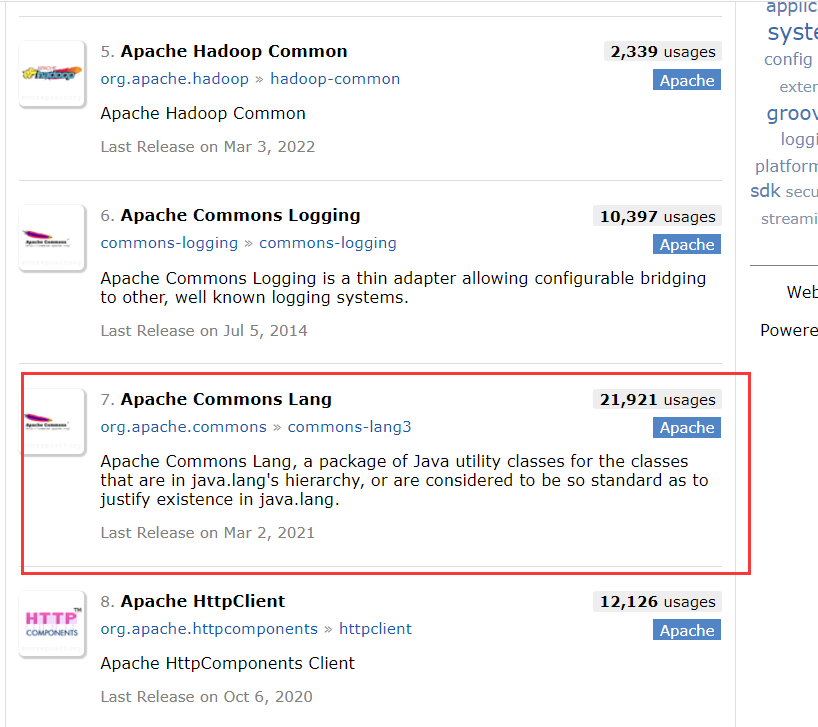 5. Apache Hadoop Common
2,339 usages
org.apache.hadoop » hadoop-common
Apache
Apache Hadoop Common
Last Release on Mar 3, 2022
6. Apache Commons Logging
10,397 usages
commons-logging » commons-logging
Apache
Apache Commons Logging is a thin adapter allowing configurable bridging
to other, well known logging systems.
Last Release on Jul 5, 2014
7. Apache Commons Lang
21,921 usages
org.apache.commons » commons-lang3
Apache
Apache Commons Lang, a package of Java utility classes for the classes
that are in java.lang's hierarchy, or are considered to be so standard as to
justify existence in java.lang.
Last Release on Mar 2, 2021
8. Apache HttpClient
12,126 usages
HTTP TM
COMPONENTS
org.apache.httpcomponents » httpclient
Apache
Apache HttpComponents Client
Last Release on Oct 6, 2020
applic
syste
config
exter
groov
loggi
platform
sdk secu
streami
Web
Powere